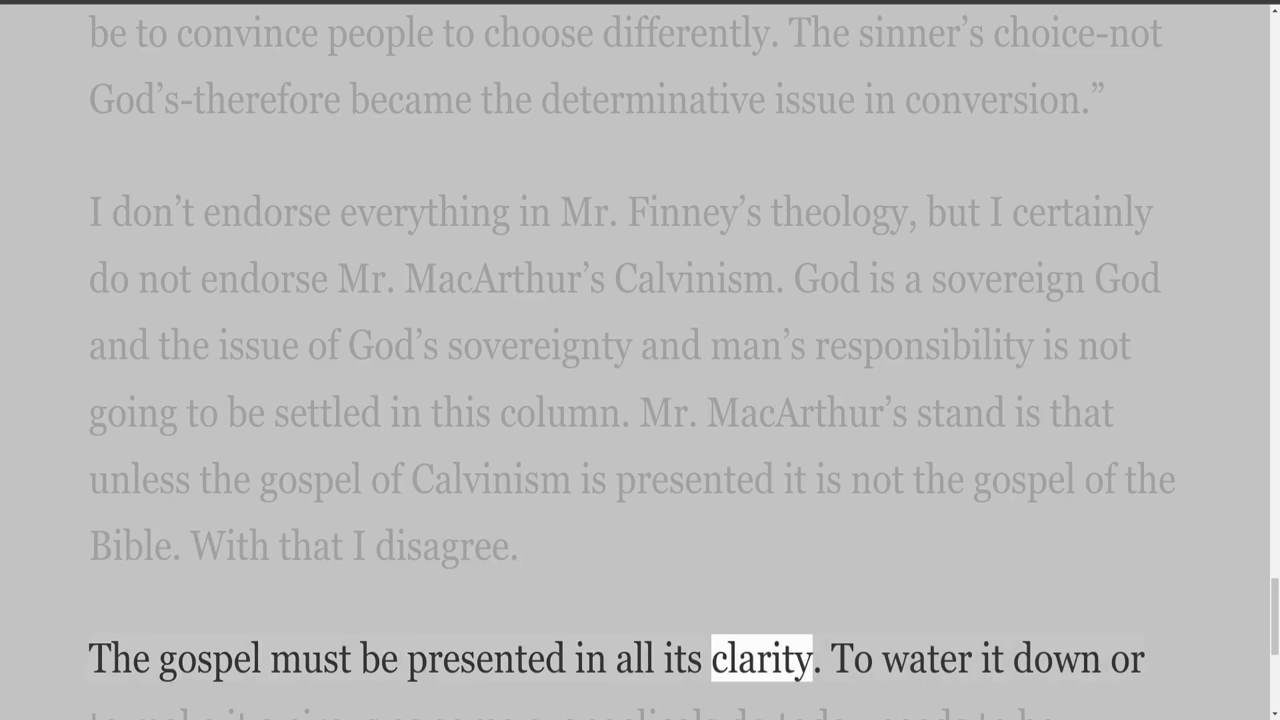 be to convince people to choose differently. The sinner’s choice-not
God’s-therefore became the determinative issue in conversion.”
I don’t endorse everything in Mr. Finney’s theology, but I certainly
do not endorse Mr. MacArthur’s Calvinism. God is a sovereign God
and the issue of God’s sovereignty and man’s responsibility is not
going to be settled in this column. Mr. MacArthur’s stand is that
unless the gospel of Calvinism is presented it is not the gospel of the
Bible. With that I disagree.
The gospel must be presented in all its clarity. To water it down or